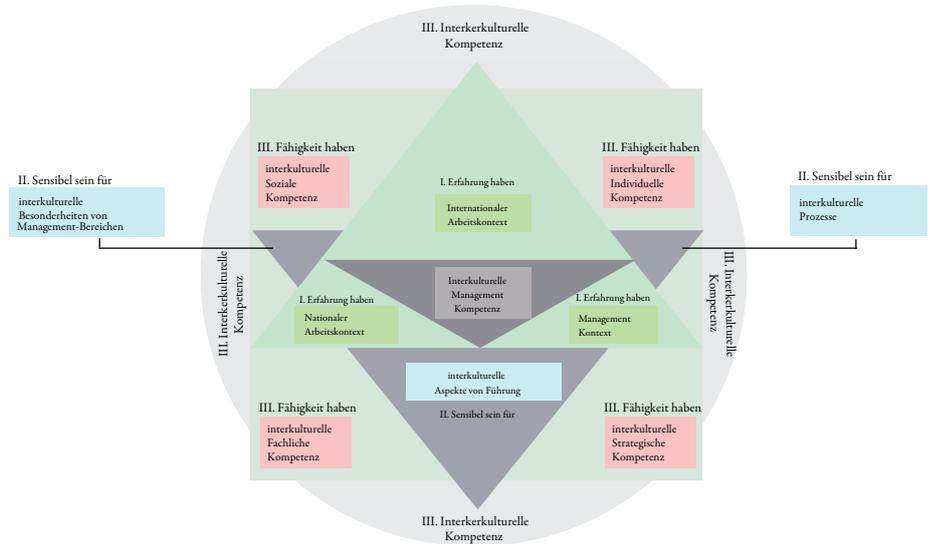 III. Interkerkulturelle
Kompetenz
III. Fähigkeit haben
interkulturelle
Soziale
Kompetenz
III. Fähigkeit haben
interkulturelle
Individuelle
Kompetenz
II. Sensibel sein für
interkulturelle
Besonderheiten von
Management-Bereichen
I. Erfahrung haben
Internationaler
Arbeitskontext
II. Sensibel sein für
interkulturelle
Prozesse
III. Interkerkulturelle
Kompetenz
Interkulturelle
Management
Kompetenz
III. Interkerkulturelle
Kompetenz
I. Erfahrung haben
Nationaler
Arbeitskontext
I. Erfahrung haben
Management
Kontext
interkulturelle
Aspekte von Führung
II. Sensibel sein für
III. Fähigkeit haben
interkulturelle
Fachliche
Kompetenz
III. Fähigkeit haben
interkulturelle
Strategische
Kompetenz
III. Interkerkulturelle
Kompetenz